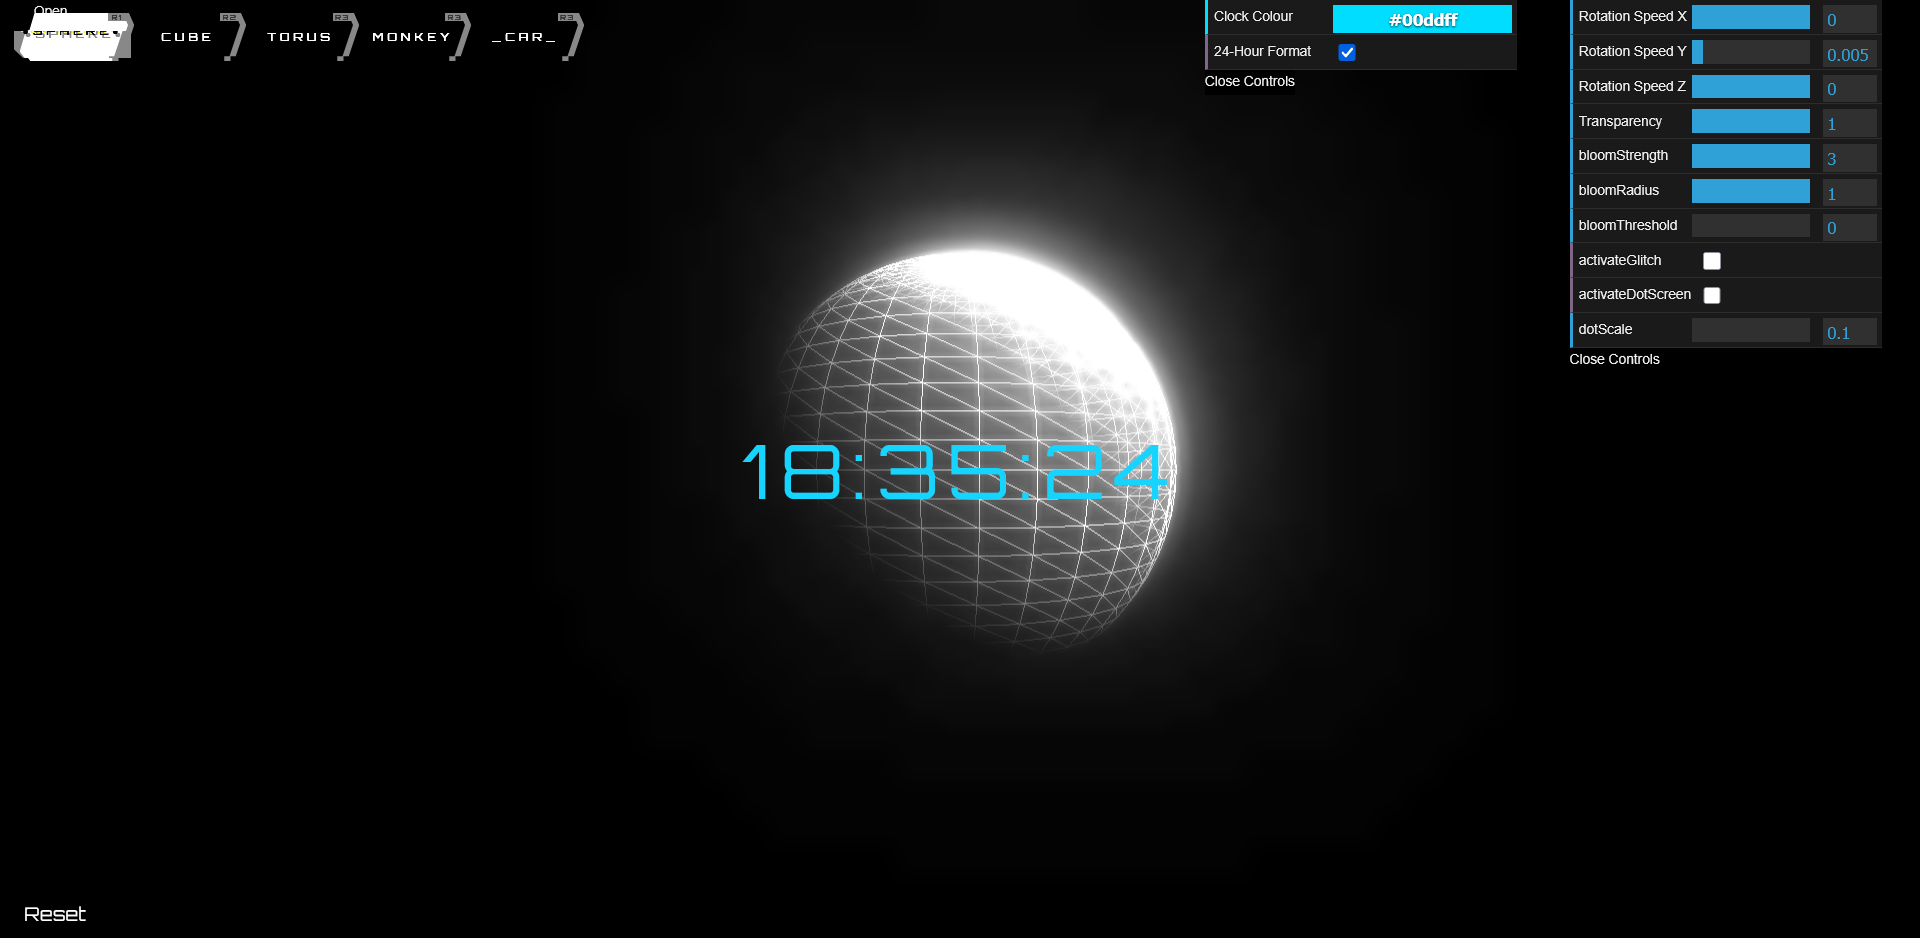 Open
SPHERE
R1
CUBE
R2
TORUS
R3
MONKEY
R3
_CAR_
R3
Clock Colour #00ddff
24-Hour Format
Close Controls
Rotation Speed X 0
Rotation Speed Y 0.005
Rotation Speed Z 0
Transparency 1
bloomStrength 3
bloomRadius 1
bloomThreshold 0
activateGlitch
activateDotScreen
dotScale 0.1
Close Controls
18:35:24
Reset